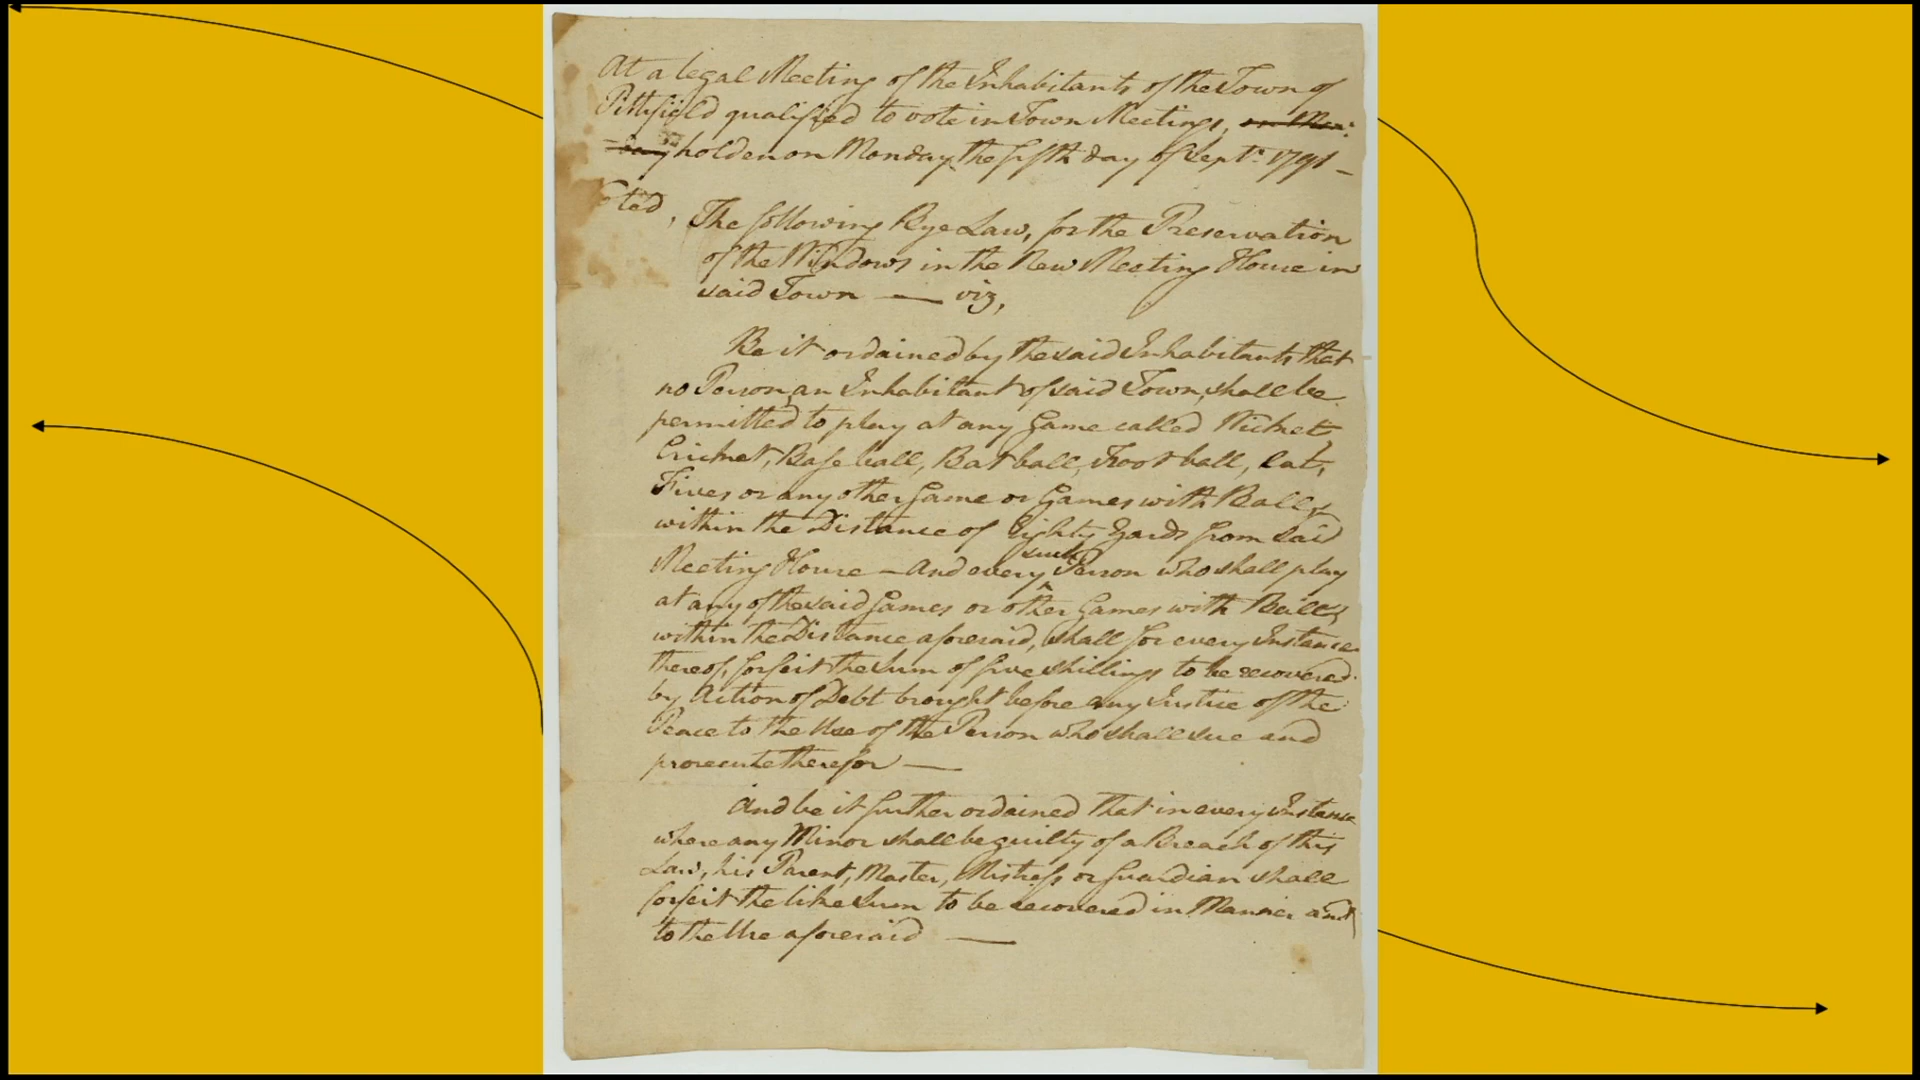 At a legal Meeting of the Inhabitants of the Town of
Pittsfield qualified to vote in Town Meetings, on Mon-
-day holden on Monday the fifth day of Sept. 1791 -
oted,
The following Bye Law, for the Preservation
of the Windows in the New Meeting House in
said Town — viz,
Be it ordained by the said Inhabitants that
no Person, an Inhabitant of said Town, shall be
permitted to play at any Game called Wicket,
Cricket, Base ball, Bat ball, Foot ball, Cat,
Fives or any other Game or Games with Balls,
within the Distance of Eighty Yards from said
Meeting House — And every such Person who shall play
at any of the said Games or other Games with Balls
within the Distance aforesaid, shall for every Instance
thereof, forfeit the Sum of five shillings to be recovered
by Action of Debt brought before any Justice of the
Peace to the Use of the Person who shall sue and
prosecute therefor —
And be it further ordained that in every Instance
where any Minor shall be guilty of a Breach of this
Law, his Parent, Master, Mistress or Guardian shall
forfeit the like Sum to be recovered in Manner and
to the Use aforesaid —